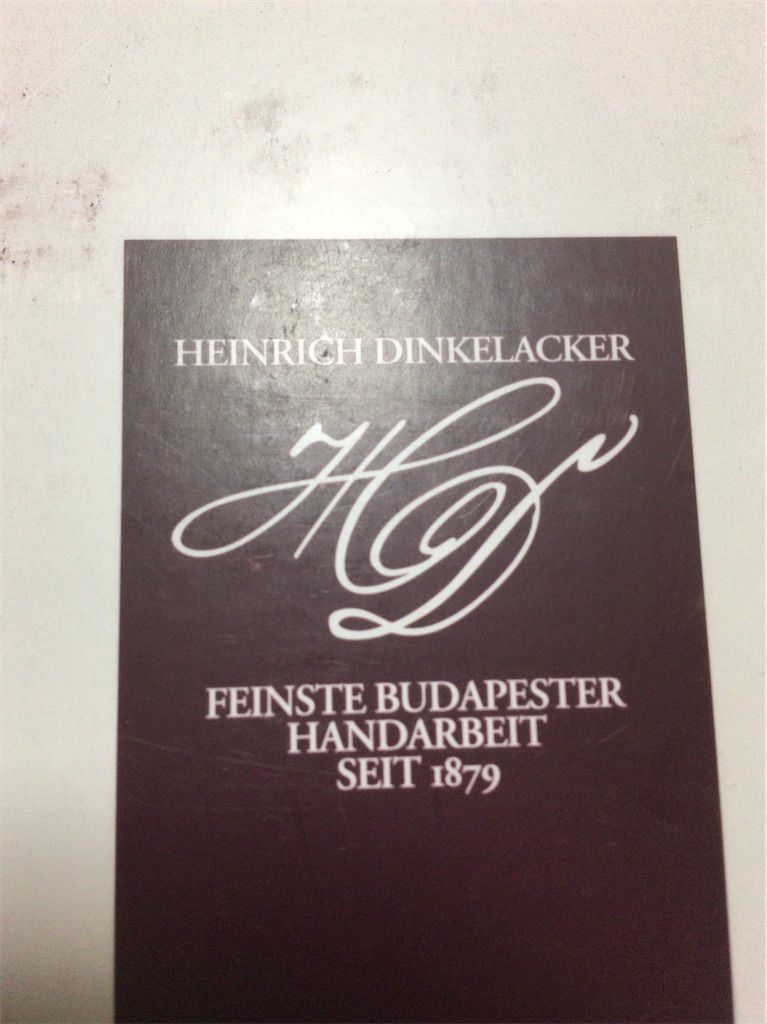 HEINRICH DINKELACKER
HD
FEINSTE BUDAPESTER
HANDARBEIT
SEIT 1879